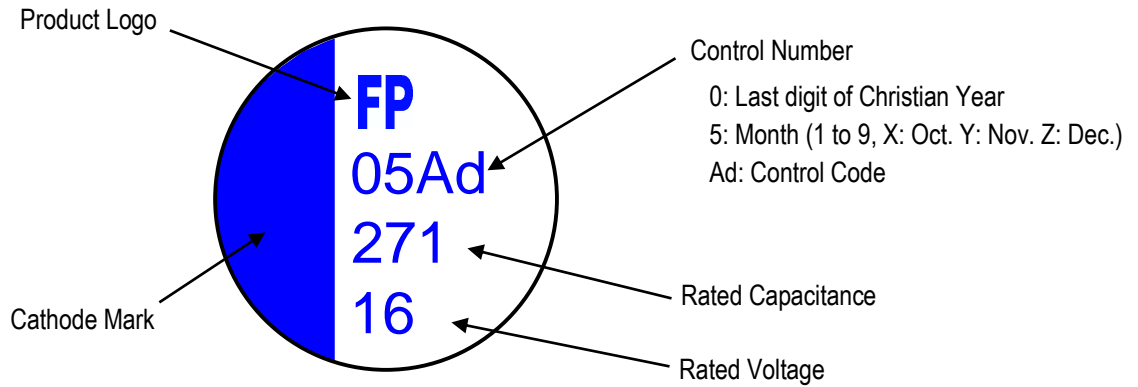 Product Logo
FP
05Ad
271
16
Cathode Mark
Control Number
0: Last digit of Christian Year
5: Month (1 to 9, X: Oct. Y: Nov. Z: Dec.)
Ad: Control Code
Rated Capacitance
Rated Voltage